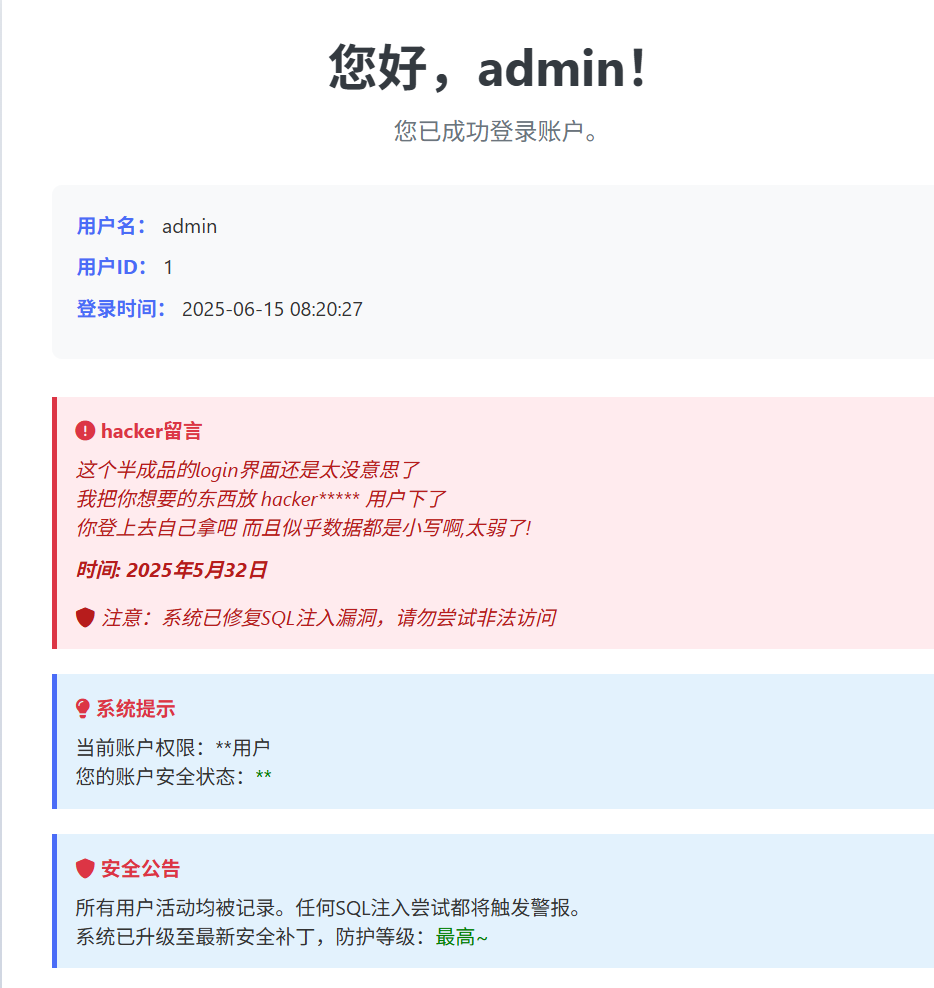 您好，admin！
您已成功登录账户。
用户名： admin
用户ID： 1
登录时间： 2025-06-15 08:20:27
hacker留言
这个半成品的login界面还是太没意思了
我把你想要的东西放 hacker***** 用户下了
你登上去自己拿吧 而且似乎数据都是小写啊,太弱了!
时间: 2025年5月32日
注意：系统已修复SQL注入漏洞，请勿尝试非法访问
系统提示
当前账户权限：**用户
您的账户安全状态：**
安全公告
所有用户活动均被记录。任何SQL注入尝试都将触发警报。
系统已升级至最新安全补丁，防护等级：最高~